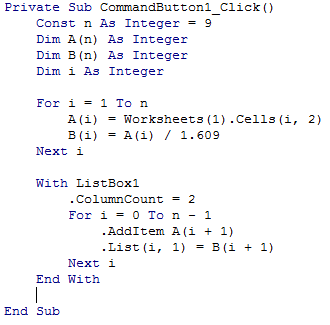 Private Sub CommandButton1_Click()
    Const n As Integer = 9
    Dim A(n) As Integer
    Dim B(n) As Integer
    Dim i As Integer

    For i = 1 To n
        A(i) = Worksheets(1).Cells(i, 2)
        B(i) = A(i) / 1.609
    Next i

    With ListBox1
        .ColumnCount = 2
        For i = 0 To n - 1
            .AddItem A(i + 1)
            .List(i, 1) = B(i + 1)
        Next i
    End With

End Sub